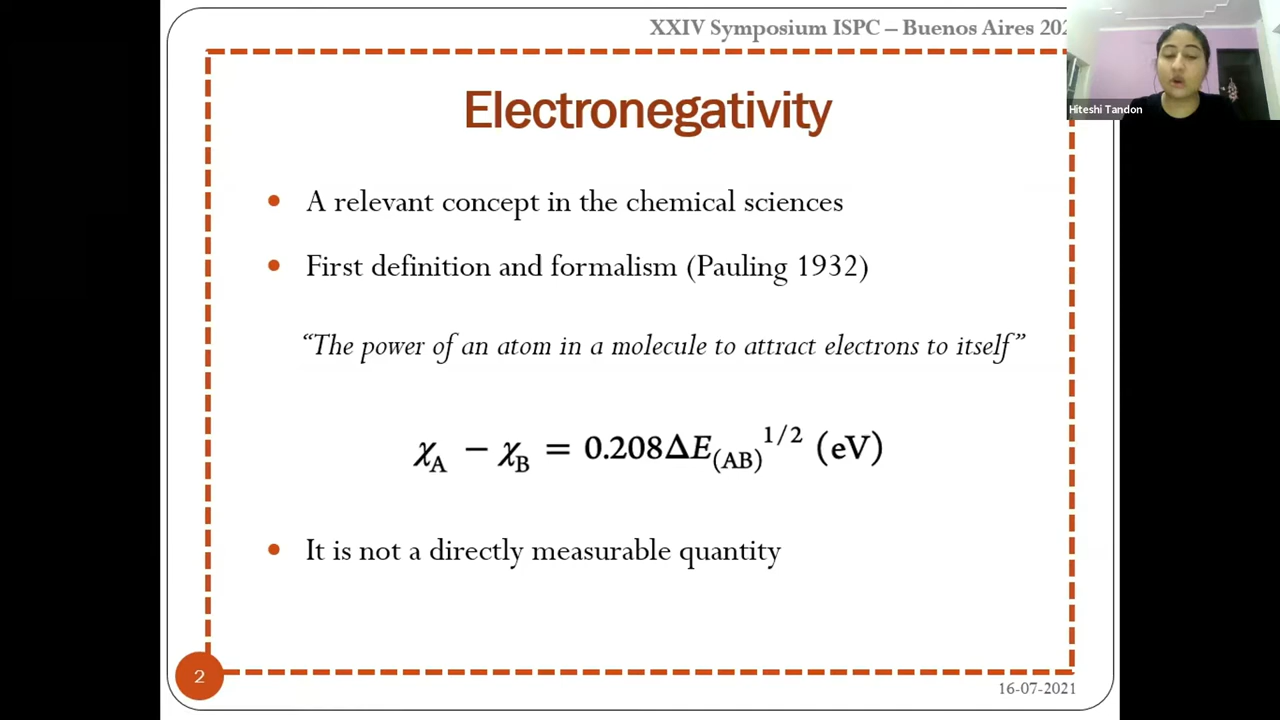 XXIV Symposium ISPC – Buenos Aires
Hiteshi Tandon
Electronegativity
• A relevant concept in the chemical sciences
• First definition and formalism (Pauling 1932)
“The power of an atom in a molecule to attract electrons to itself”
χA − χB = 0.208ΔE(AB)^1/2 (eV)
• It is not a directly measurable quantity
2
16-07-2021